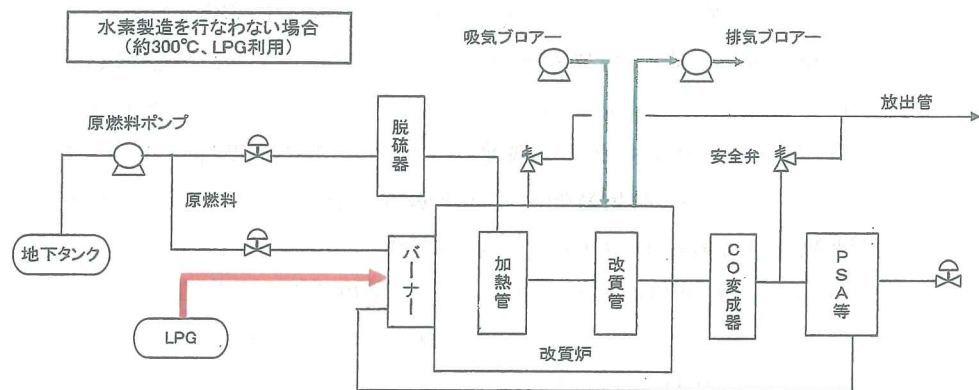 水素製造を行なわない場合
(約300℃、LPG利用)
吸気ブロアー
排気ブロアー
放出管
原燃料ポンプ
脱硫器
安全弁
原燃料
地下タンク
バーナー
加熱管
改質管
CO変成器
PSA等
LPG
改質炉